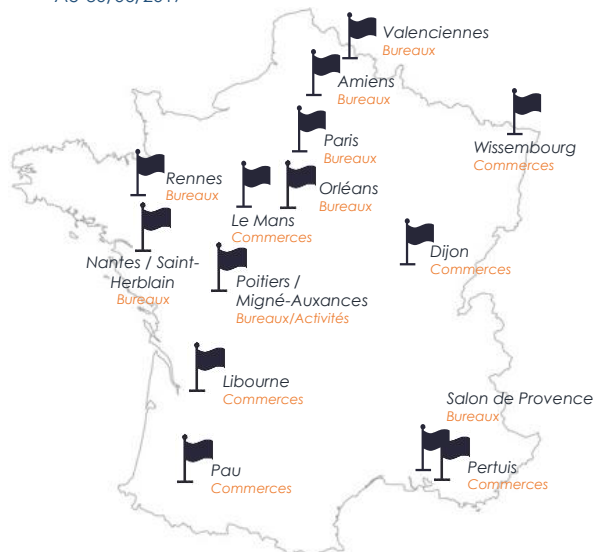 Valenciennes
Bureaux
Amiens
Bureaux
Paris
Bureaux
Wissembourg
Commerces
Rennes
Bureaux
Orléans
Bureaux
Le Mans
Commerces
Nantes / Saint-
Herblain
Bureaux
Dijon
Commerces
Poitiers /
Migné-Auxances
Bureaux/Activités
Libourne
Commerces
Salon de Provence
Bureaux
Pau
Commerces
Pertuis
Commerces